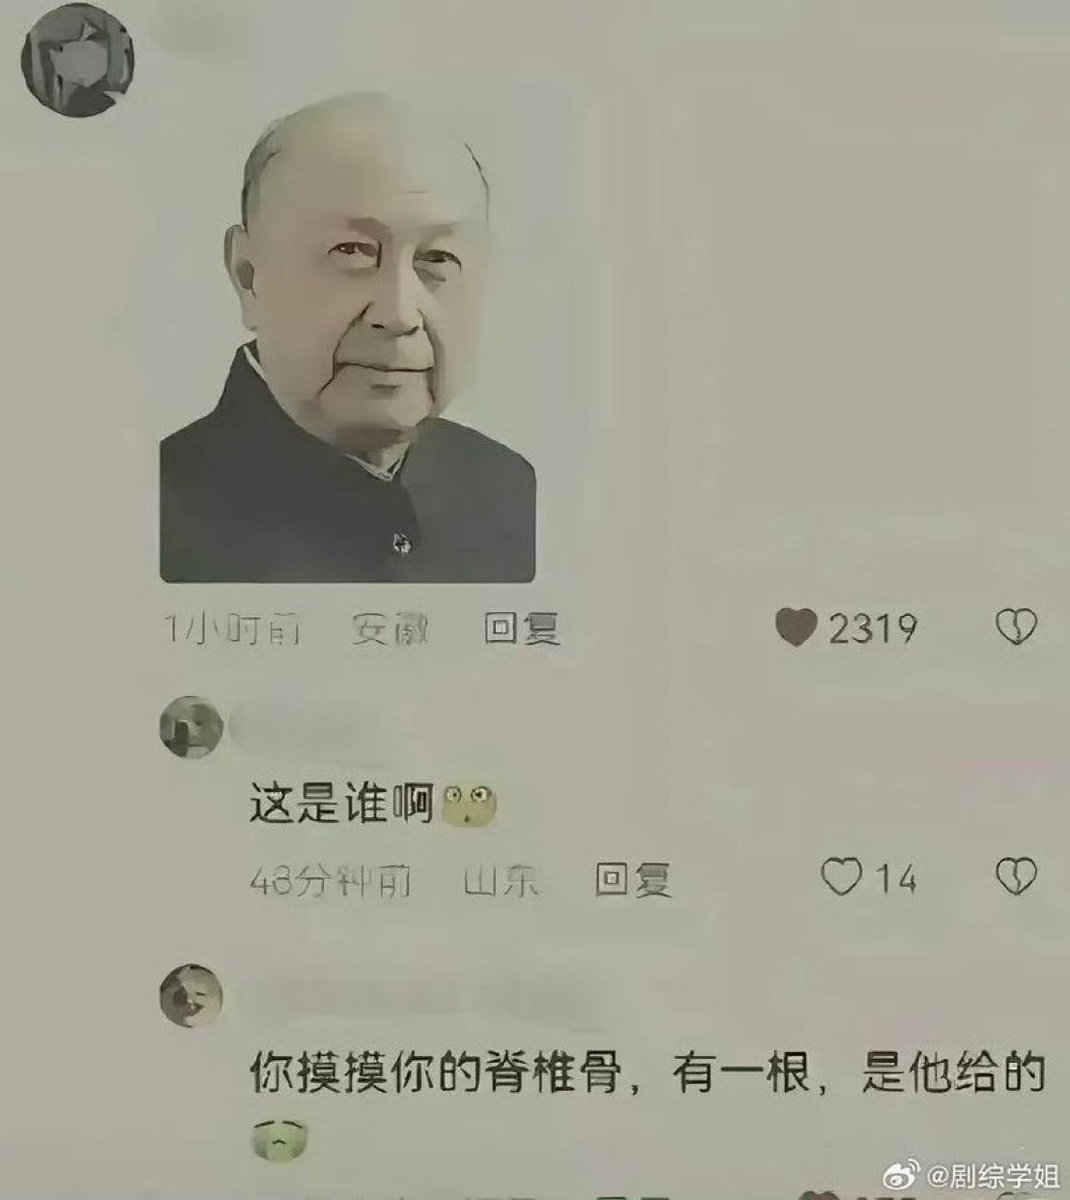 1小时前 安徽 回复 2319
这是谁啊
48分钟前 山东 回复 14
你摸摸你的脊椎骨，有一根，是他给的
@剧综学姐